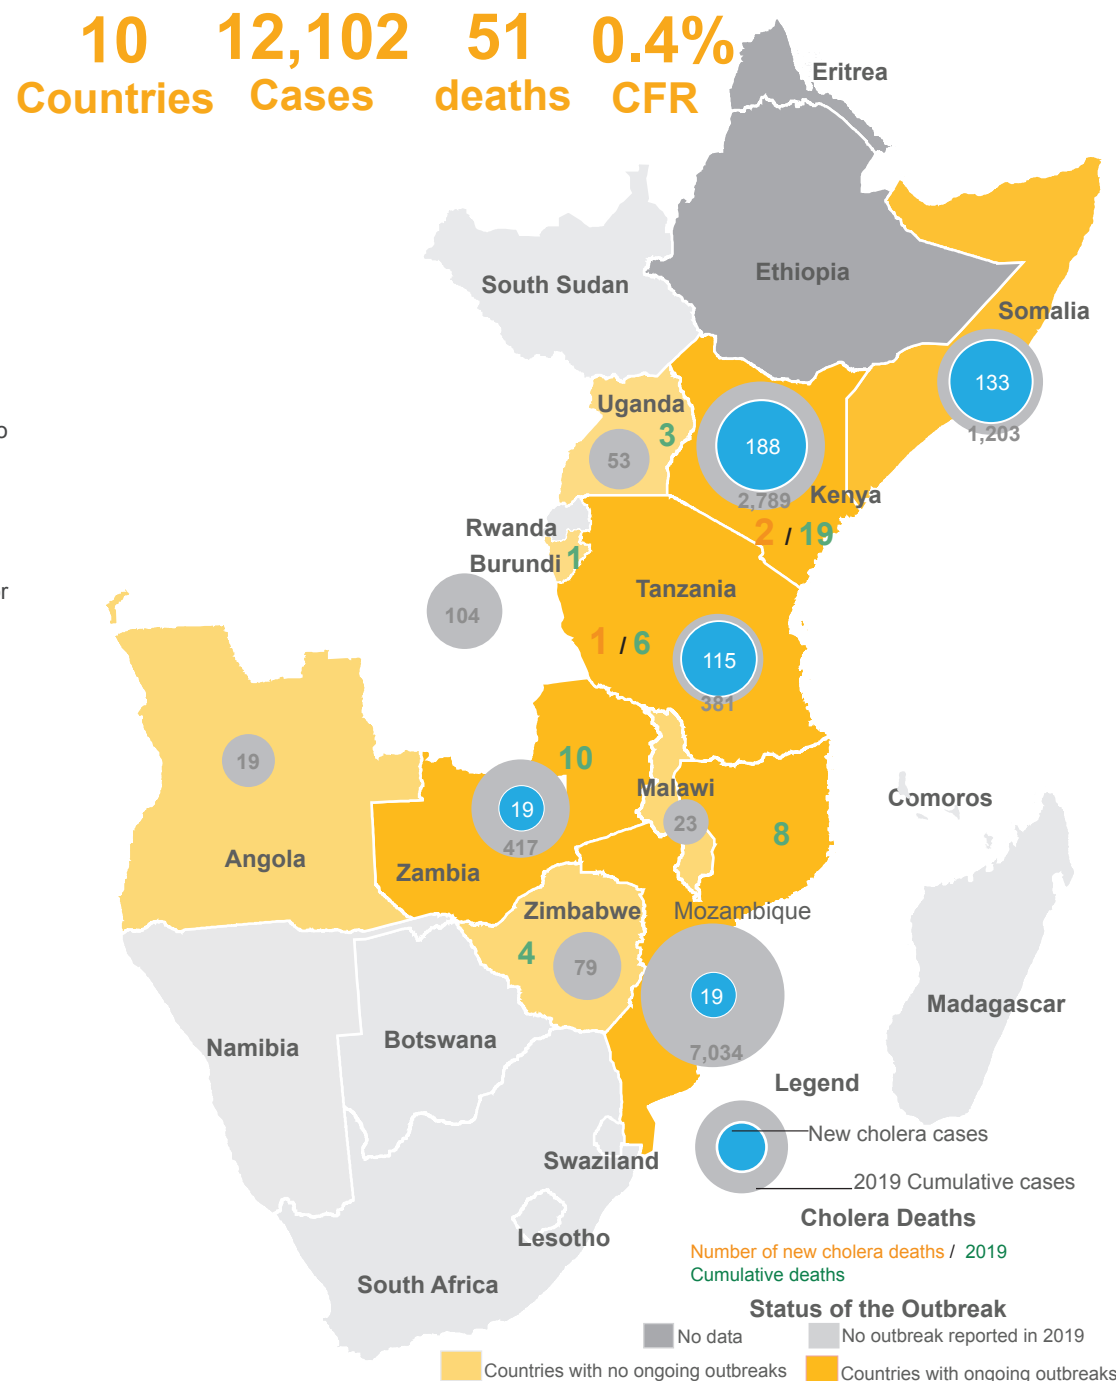 10 12,102 51 0.4%
Countries Cases deaths CFR
Eritrea
South Sudan
Ethiopia
Somalia
133
1,203
Uganda
3
53
188
2,789
Kenya
2 / 19
o
Rwanda
Burundi 1
104
or
Tanzania
1 / 6
115
381
19
Angola
10
19
417
Zambia
Malawi
23
8
Comoros
Zimbabwe
4
79
Mozambique
19
7,034
Madagascar
Namibia
Botswana
Swaziland
Lesotho
South Africa
Legend
New cholera cases
2019 Cumulative cases
Cholera Deaths
Number of new cholera deaths / 2019
Cumulative deaths
Status of the Outbreak
No data
No outbreak reported in 2019
Countries with no ongoing outbreaks
Countries with ongoing outbreaks